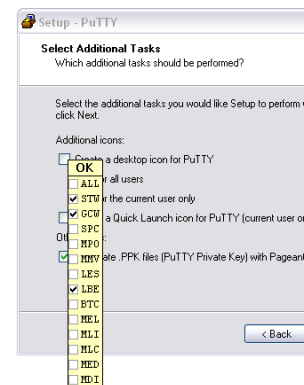 Setup - PuTTY
Select Additional Tasks
Which additional tasks should be performed?
Select the additional tasks you would like Setup to perform
click Next.
Additional icons:
Create a desktop icon for PuTTY
OK
for all users
ALL
STW
for the current user only
GCW
a Quick Launch icon for PuTTY (current user
SPC
MPO
MMV
.PPK files (PuTTY Private Key) with Pageant
LES
LBE
BTC
MEL
MLI
< Back
MLC
MED
MDI